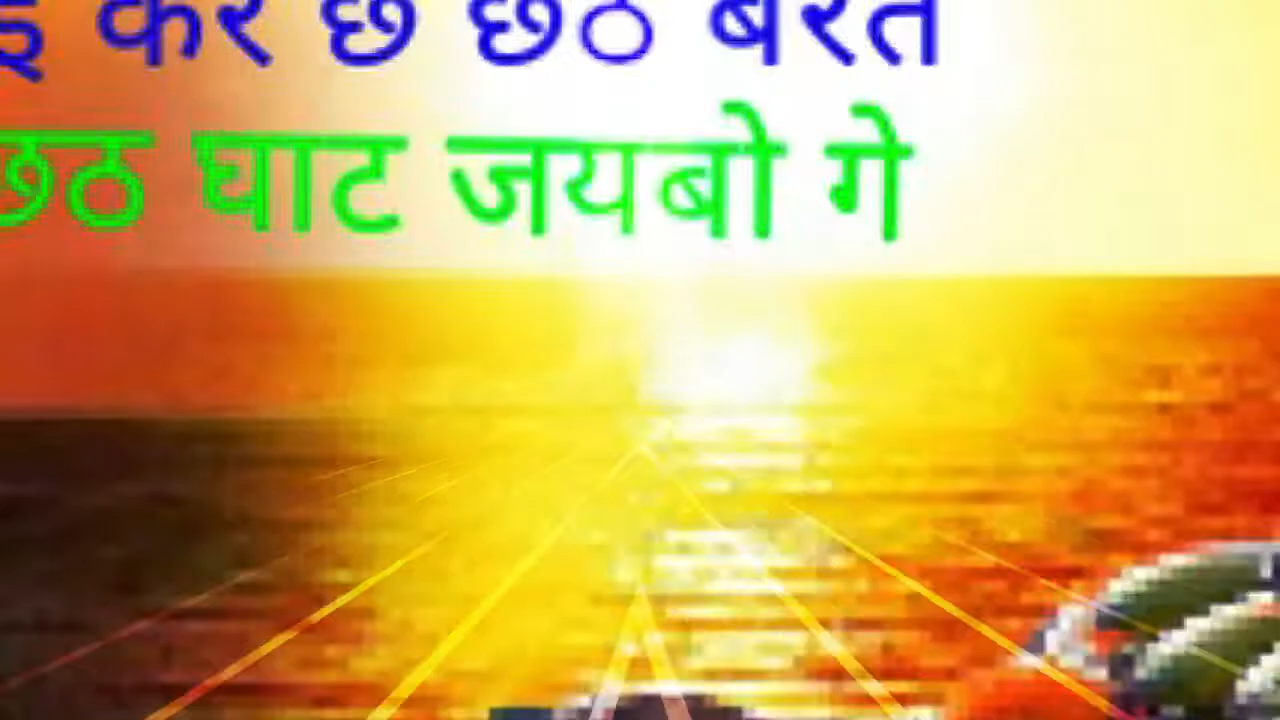 कर छ छठ बरत
छठ घाट जयबो गे